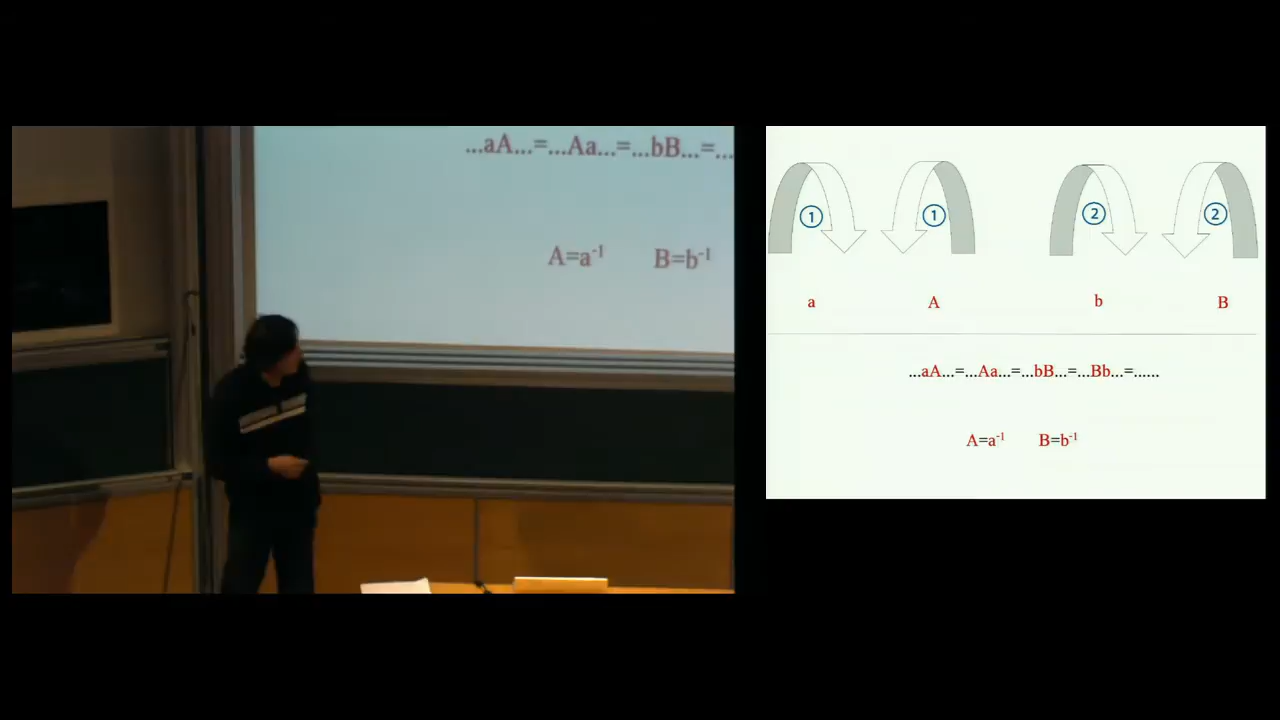 ...aA...=...Aa...=...bB...=...
A=a⁻¹ B=b⁻¹
1 1 2 2
a A b B
...aA...=...Aa...=...bB...=...Bb...=......
A=a⁻¹ B=b⁻¹